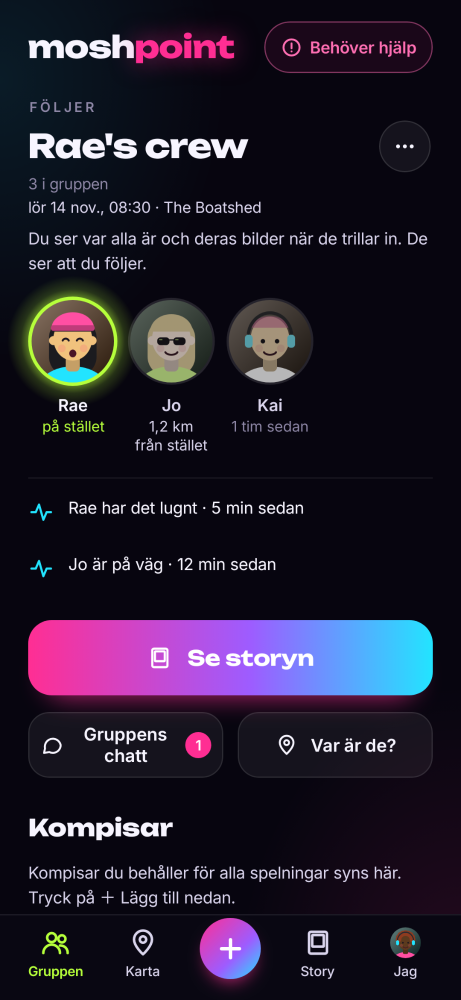 moshpoint
Behöver hjälp
FÖLJER
Rae's crew
3 i gruppen
lör 14 nov., 08:30 · The Boatshed
Du ser var alla är och deras bilder när de trillar in. De
ser att du följer.
Rae
på stället
Jo
1,2 km
från stället
Kai
1 tim sedan
Rae har det lugnt · 5 min sedan
Jo är på väg · 12 min sedan
Se storyn
Gruppens
chatt
1
Var är de?
Kompisar
Kompisar du behåller för alla spelningar syns här.
Tryck på + Lägg till nedan.
Gruppen
Karta
Story
Jag